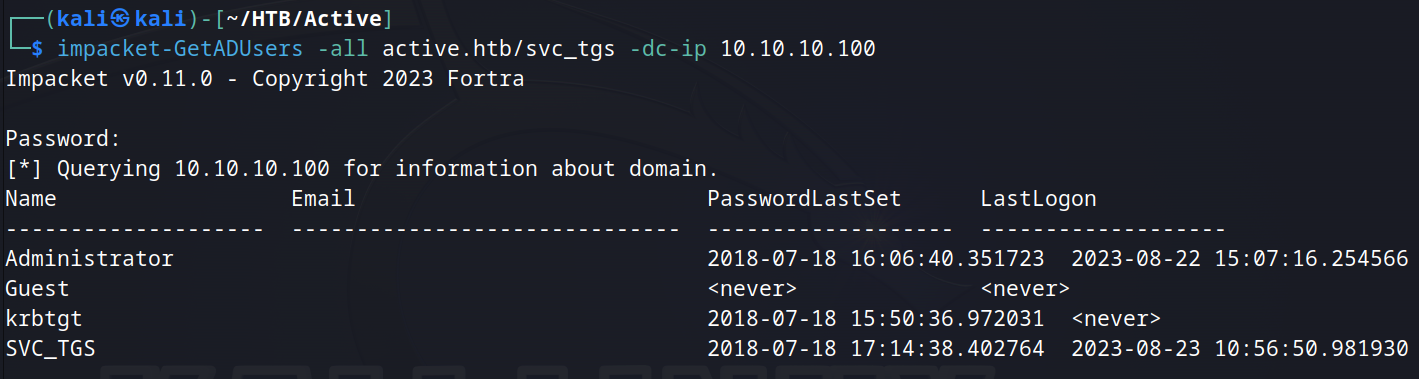 ┌──(kali㉿kali)-[~/HTB/Active]
└─$ impacket-GetADUsers -all active.htb/svc_tgs -dc-ip 10.10.10.100
Impacket v0.11.0 - Copyright 2023 Fortra

Password:
[*] Querying 10.10.10.100 for information about domain.
Name                  Email                           PasswordLastSet      LastLogon
--------------------  ------------------------------  -------------------  -------------------
Administrator                                         2018-07-18 16:06:40.351723  2023-08-22 15:07:16.254566
Guest                                                 <never>              <never>
krbtgt                                                2018-07-18 15:50:36.972031  <never>
SVC_TGS                                               2018-07-18 17:14:38.402764  2023-08-23 10:56:50.981930